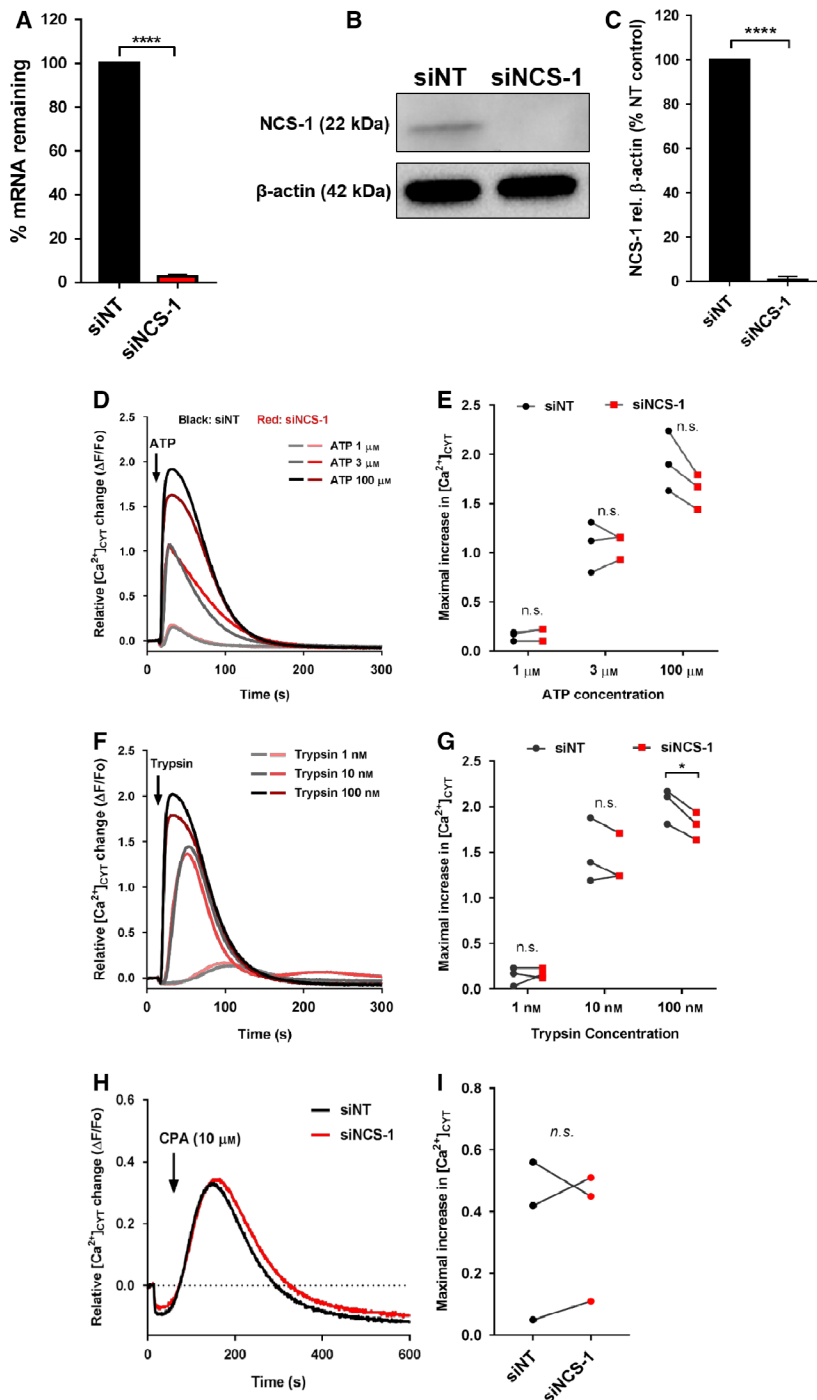 A
% mRNA remaining
120
100
80
60
40
20
0
****
siNT
siNCS-1
B
siNT siNCS-1
NCS-1 (22 kDa)
β-actin (42 kDa)
C
NCS-1 rel. β-actin (% NT control)
120
100
80
60
40
20
0
****
siNT
siNCS-1
D
Relative [Ca2+]CYT change (ΔF/Fo)
2.5
2.0
1.5
1.0
0.5
0.0
Black: siNT Red: siNCS-1
ATP
ATP 1 μM
ATP 3 μM
ATP 100 μM
0 100 200 300
Time (s)
E
siNT siNCS-1
Maximal increase in [Ca2+]CYT
2.5
2.0
1.5
1.0
0.5
0.0
n.s.
n.s.
n.s.
1 μM 3 μM 100 μM
ATP concentration
F
Relative [Ca2+]CYT change (ΔF/Fo)
2.5
2.0
1.5
1.0
0.5
0.0
Trypsin
Trypsin 1 nM
Trypsin 10 nM
Trypsin 100 nM
0 100 200 300
Time (s)
G
siNT siNCS-1
Maximal increase in [Ca2+]CYT
2.5
2.0
1.5
1.0
0.5
0.0
n.s.
n.s.
*
1 nM 10 nM 100 nM
Trypsin Concentration
H
Relative [Ca2+]CYT change (ΔF/Fo)
0.6
0.4
0.2
0.0
siNT
siNCS-1
CPA (10 μM)
0 200 400 600
Time (s)
I
Maximal increase in [Ca2+]CYT
0.8
0.6
0.4
0.2
0.0
n.s.
siNT
siNCS-1